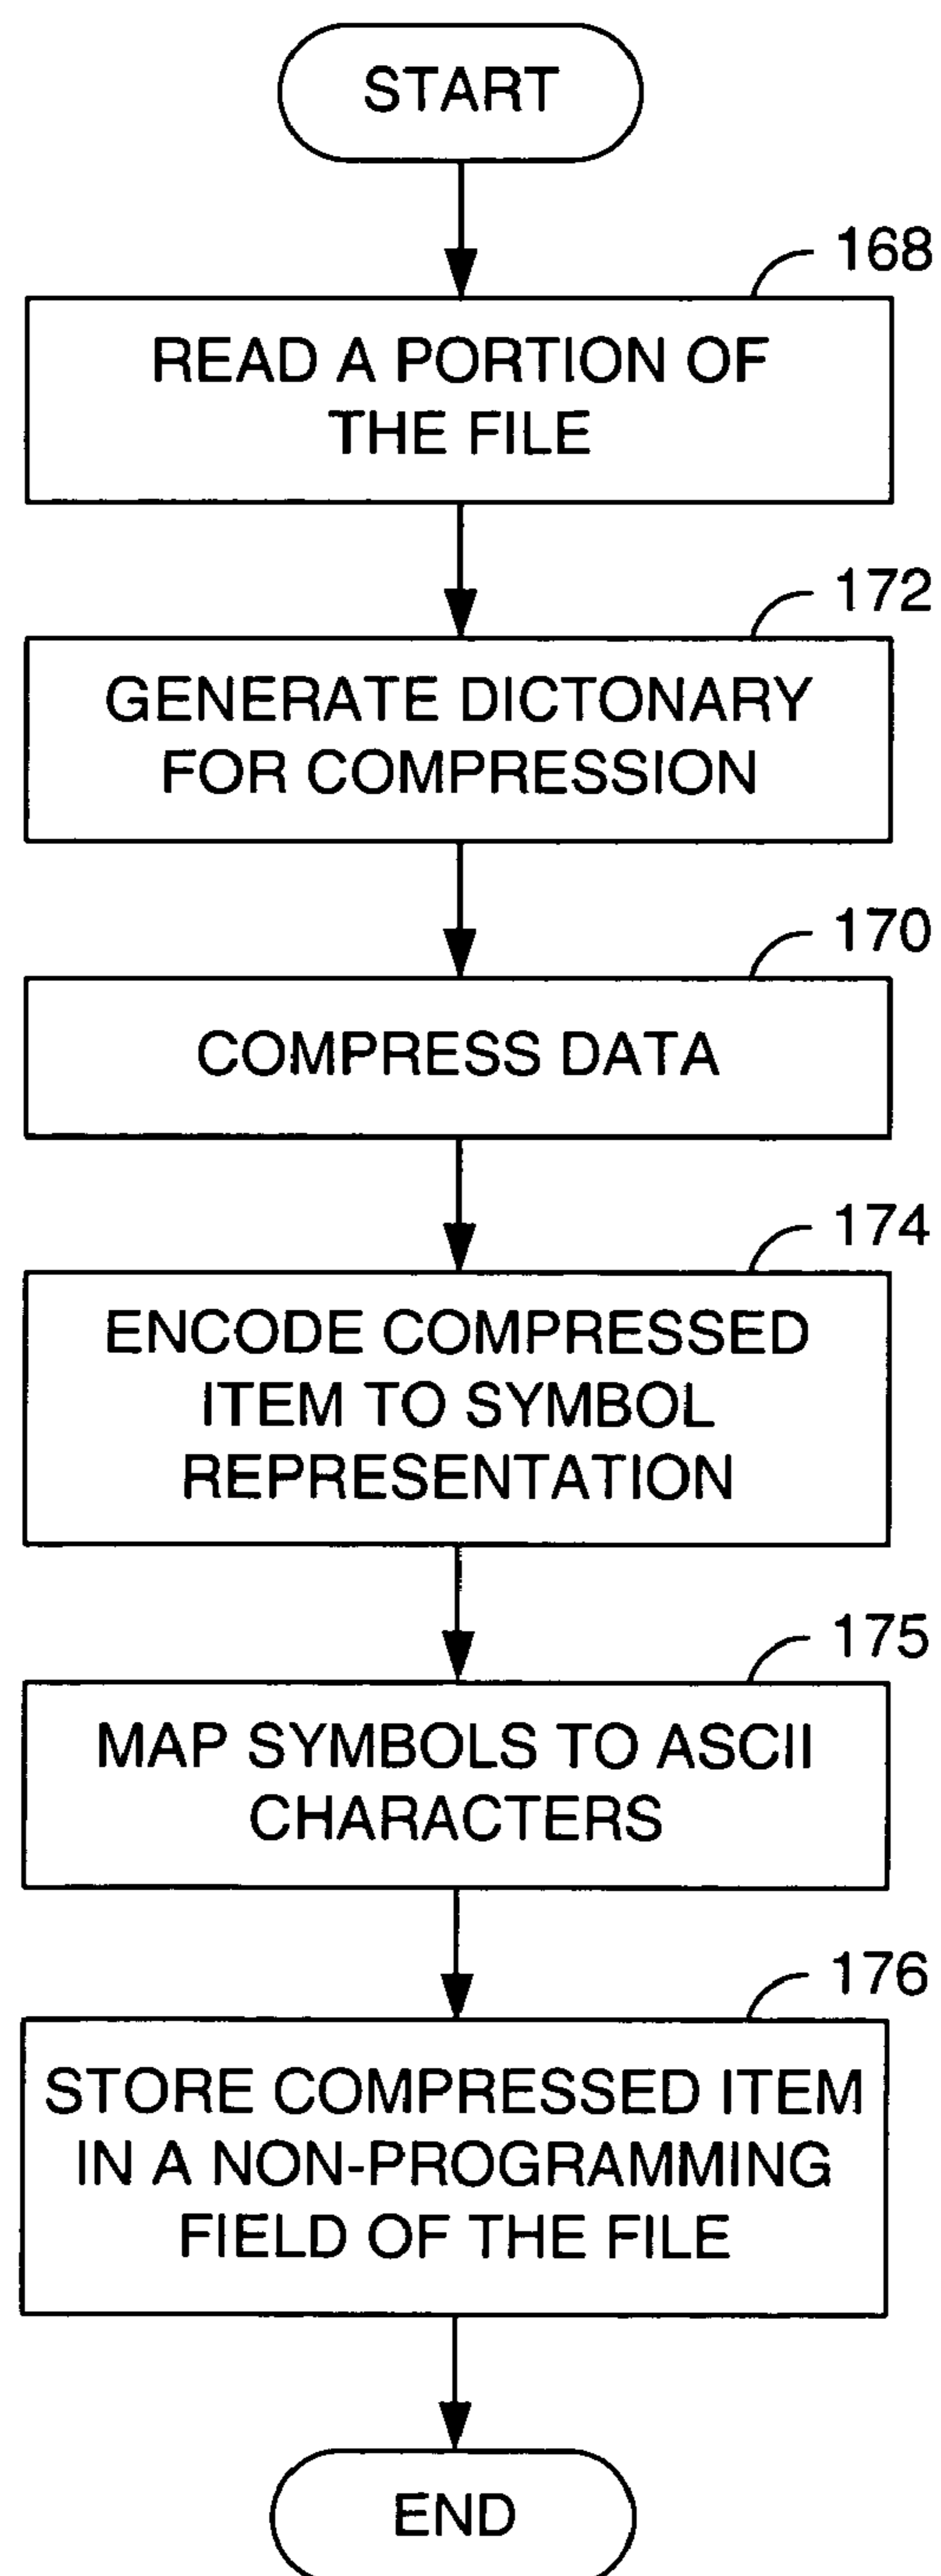 START
168
READ A PORTION OF
THE FILE
172
GENERATE DICTONARY
FOR COMPRESSION
170
COMPRESS DATA
174
ENCODE COMPRESSED
ITEM TO SYMBOL
REPRESENTATION
175
MAP SYMBOLS TO ASCII
CHARACTERS
176
STORE COMPRESSED ITEM
IN A NON-PROGRAMMING
FIELD OF THE FILE
END